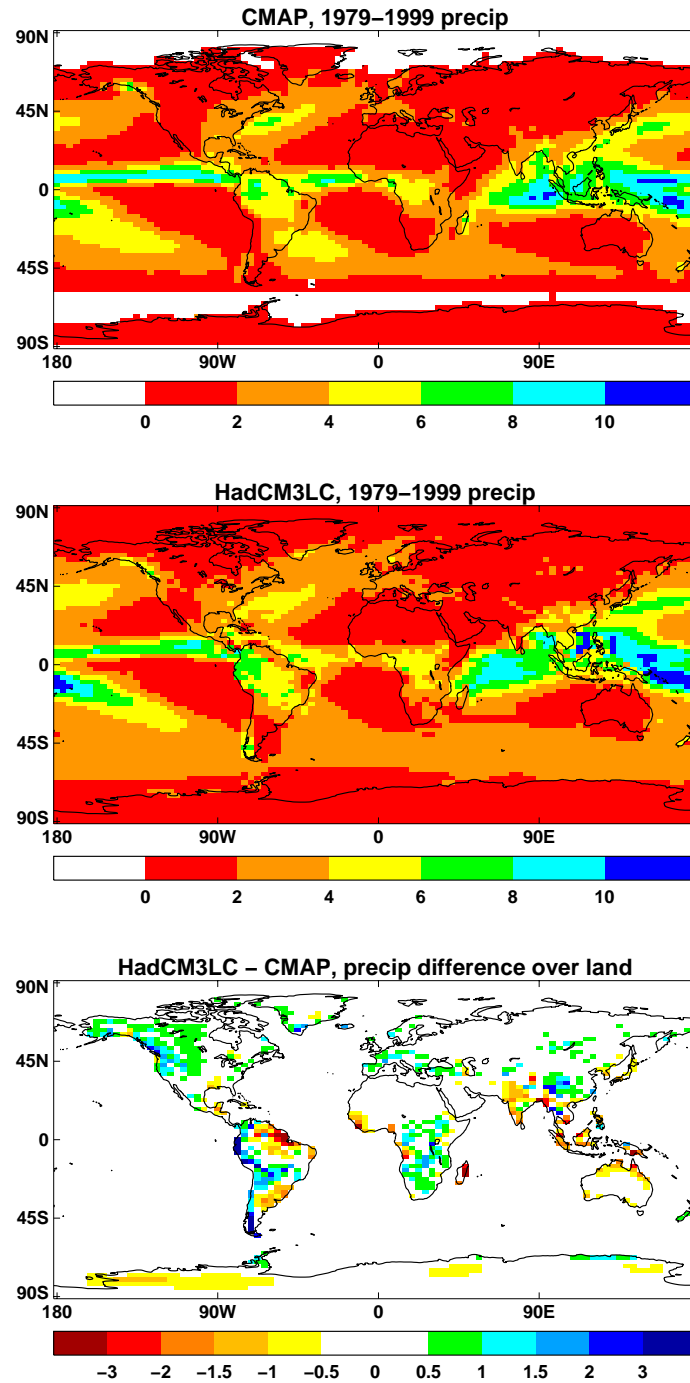 CMAP, 1979−1999 precip
90N
45N
0
45S
90S
180 90W 0 90E
0 2 4 6 8 10
HadCM3LC, 1979−1999 precip
90N
45N
0
45S
90S
180 90W 0 90E
0 2 4 6 8 10
HadCM3LC − CMAP, precip difference over land
90N
45N
0
45S
90S
180 90W 0 90E
−3 −2 −1.5 −1 −0.5 0 0.5 1 1.5 2 3